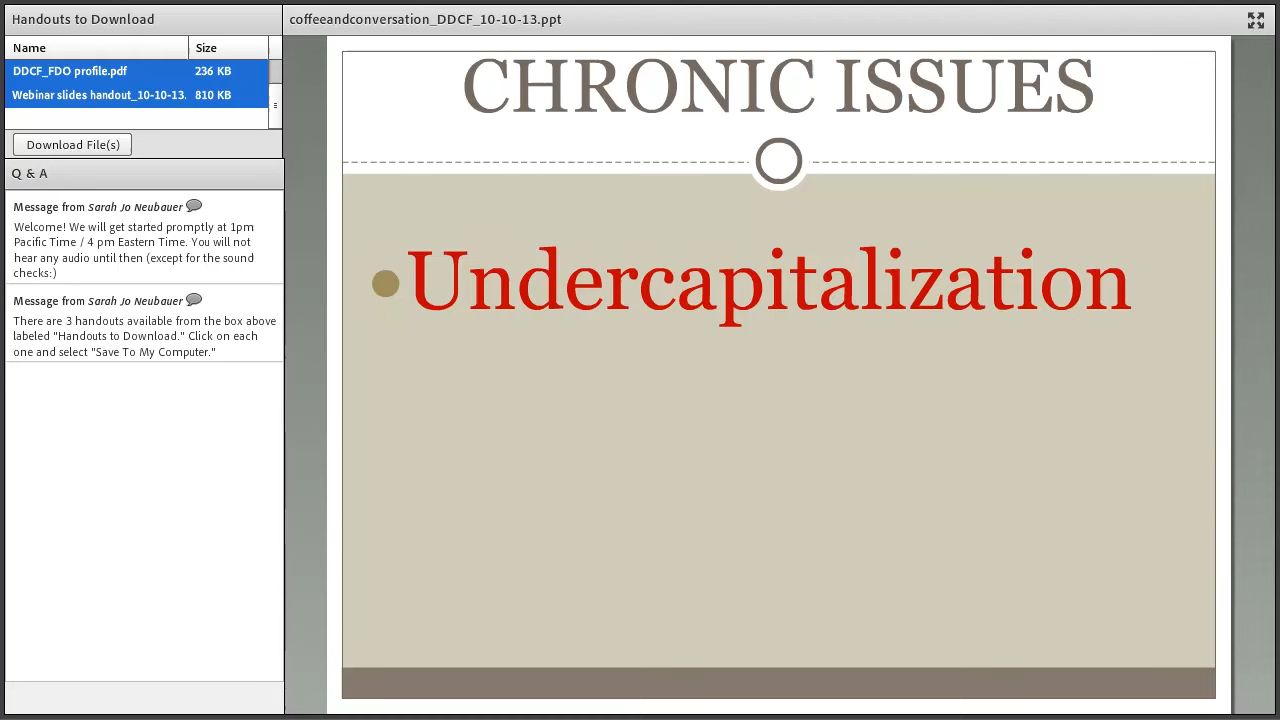 Handouts to Download
Name Size
DDCF_FDO profile.pdf 236 KB
Webinar slides handout_10-10-13. 810 KB
Download File(s)
Q & A
Message from Sarah Jo Neubauer
Welcome! We will get started promptly at 1pm
Pacific Time / 4 pm Eastern Time. You will not
hear any audio until then (except for the sound
checks:)
Message from Sarah Jo Neubauer
There are 3 handouts available from the box above
labeled "Handouts to Download." Click on each
one and select "Save To My Computer."
coffeeandconversation_DDCF_10-10-13.ppt
CHRONIC ISSUES
•Undercapitalization